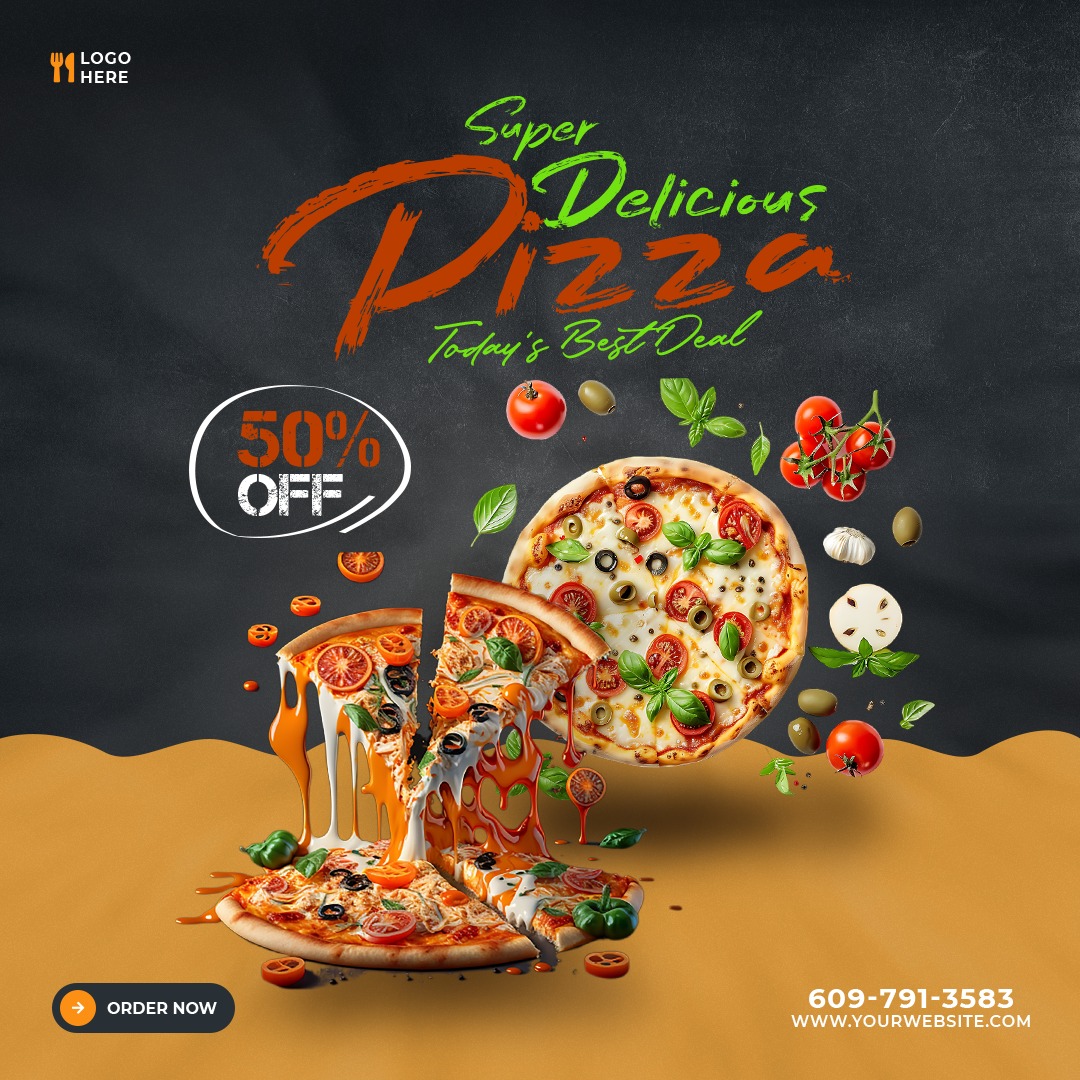 LOGO
HERE
Super
Delicious
Pizza
Today's Best Deal
50%
OFF
ORDER NOW
609-791-3583
WWW.YOURWEBSITE.COM